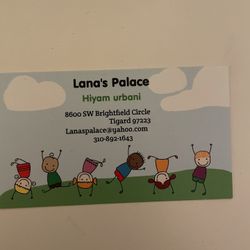 Lana's Palace
Hiyam urbani
8600 SW Brightfield Circle
Tigard 97223
Lanaspalace@yahoo.com
310-892-1643